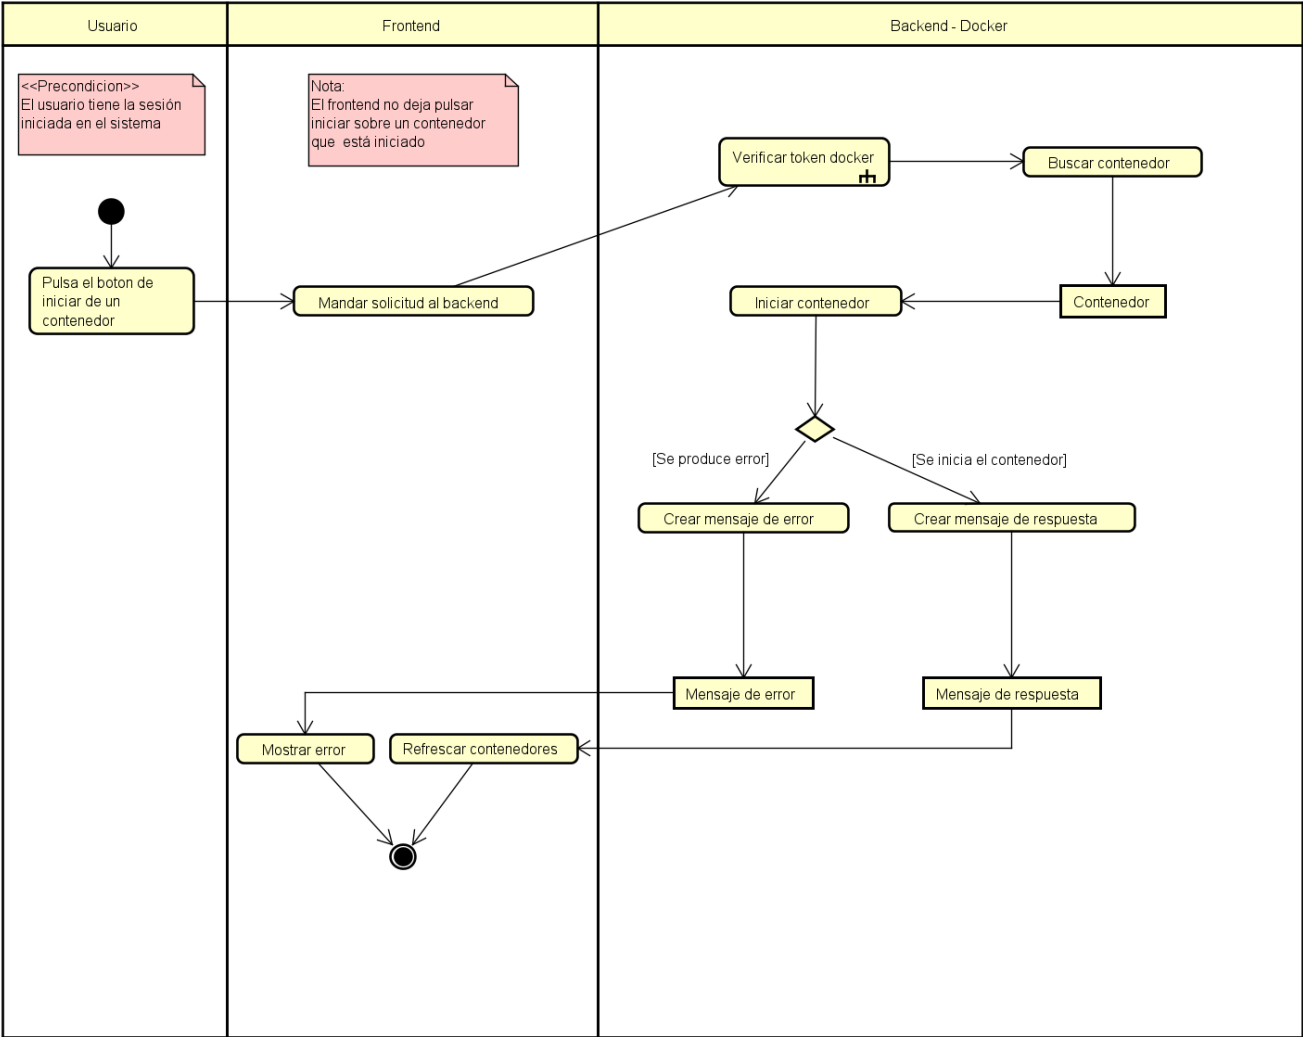 Usuario
Frontend
Backend - Docker
<<Precondicion>>
El usuario tiene la sesión
iniciada en el sistema
Nota:
El frontend no deja pulsar
iniciar sobre un contenedor
que está iniciado
Verificar token docker
Buscar contenedor
Pulsa el boton de
iniciar de un
contenedor
Mandar solicitud al backend
Iniciar contenedor
Contenedor
[Se produce error]
[Se inicia el contenedor]
Crear mensaje de error
Crear mensaje de respuesta
Mensaje de error
Mensaje de respuesta
Mostrar error
Refrescar contenedores